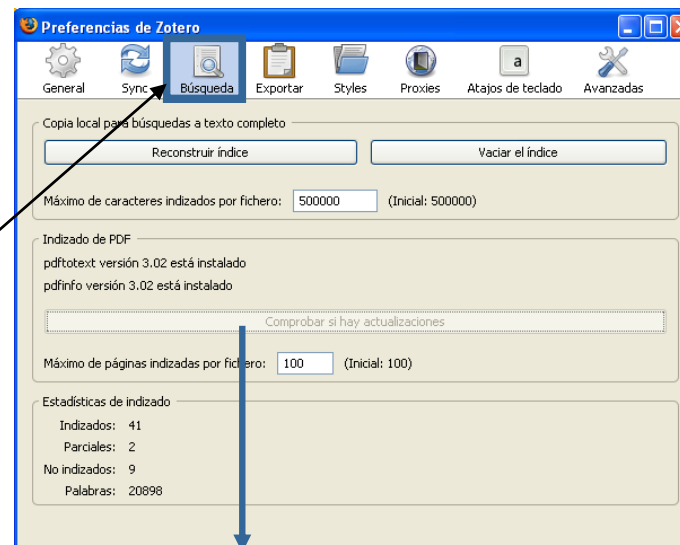 Preferencias de Zotero
General Sync Búsqueda Exportar Styles Proxies Atajos de teclado Avanzadas
a
Copia local para búsquedas a texto completo
Reconstruir índice Vaciar el índice
Máximo de caracteres indizados por fichero: 500000 (Inicial: 500000)
Indizado de PDF
pdftotext versión 3.02 está instalado
pdfinfo versión 3.02 está instalado
Comprobar si hay actualizaciones
Máximo de páginas indizadas por fichero: 100 (Inicial: 100)
Estadísticas de indizado
Indizados: 41
Parciales: 2
No indizados: 9
Palabras: 20898